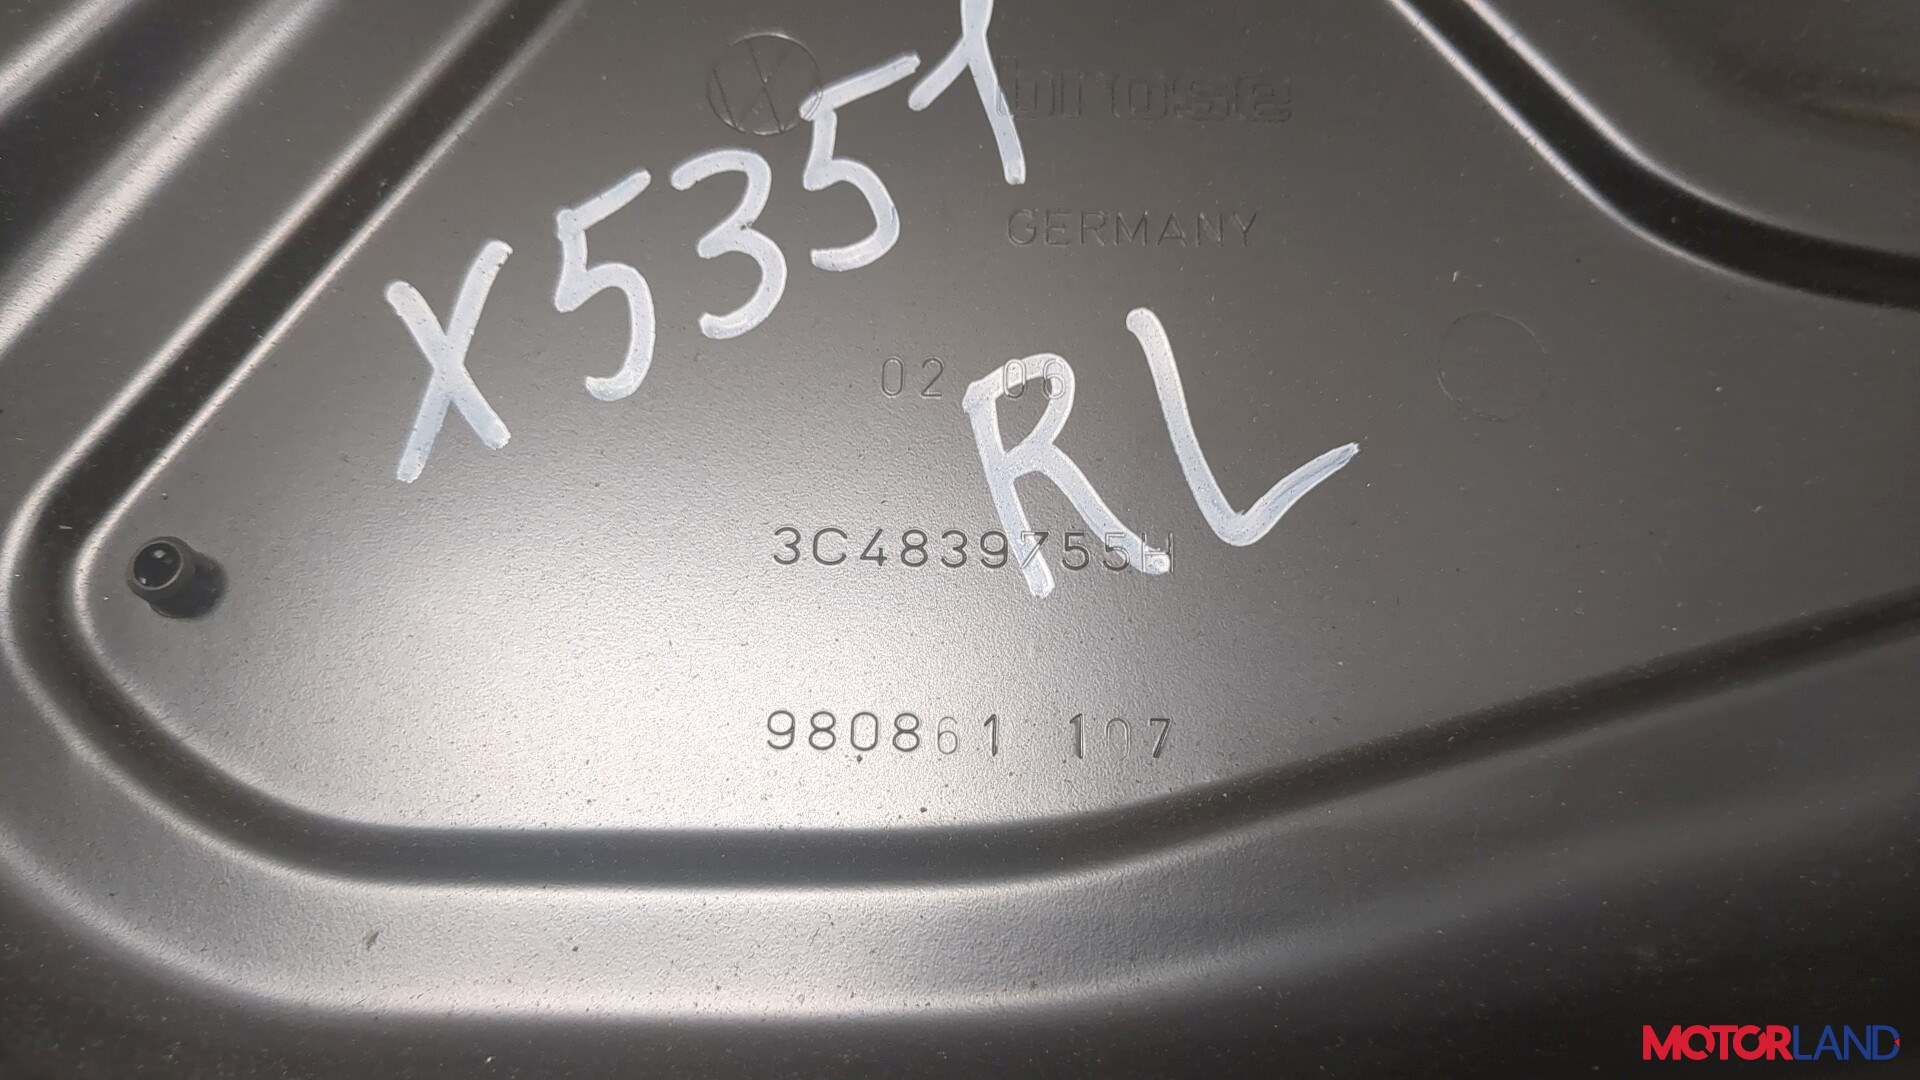 X5351
brose
GERMANY
02 06
RL
3C4839755H
980861 107
MOTORLAND